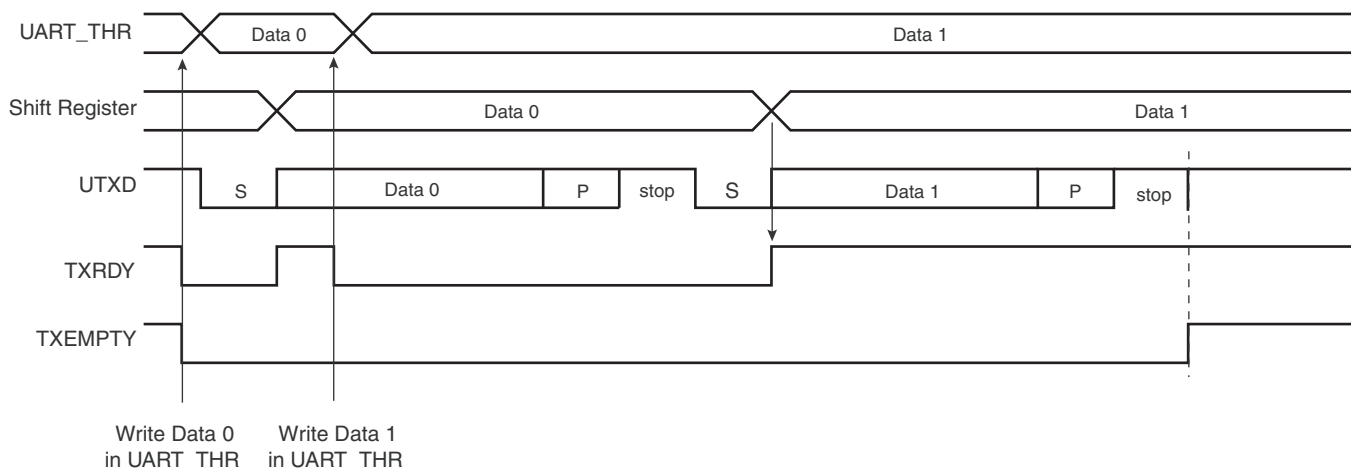 UART_THR Data 0 Data 1
Shift Register Data 0 Data 1
UTXD S Data 0 P stop S Data 1 P stop
TXRDY
TXEMPTY
Write Data 0 Write Data 1
in UART_THR in UART_THR